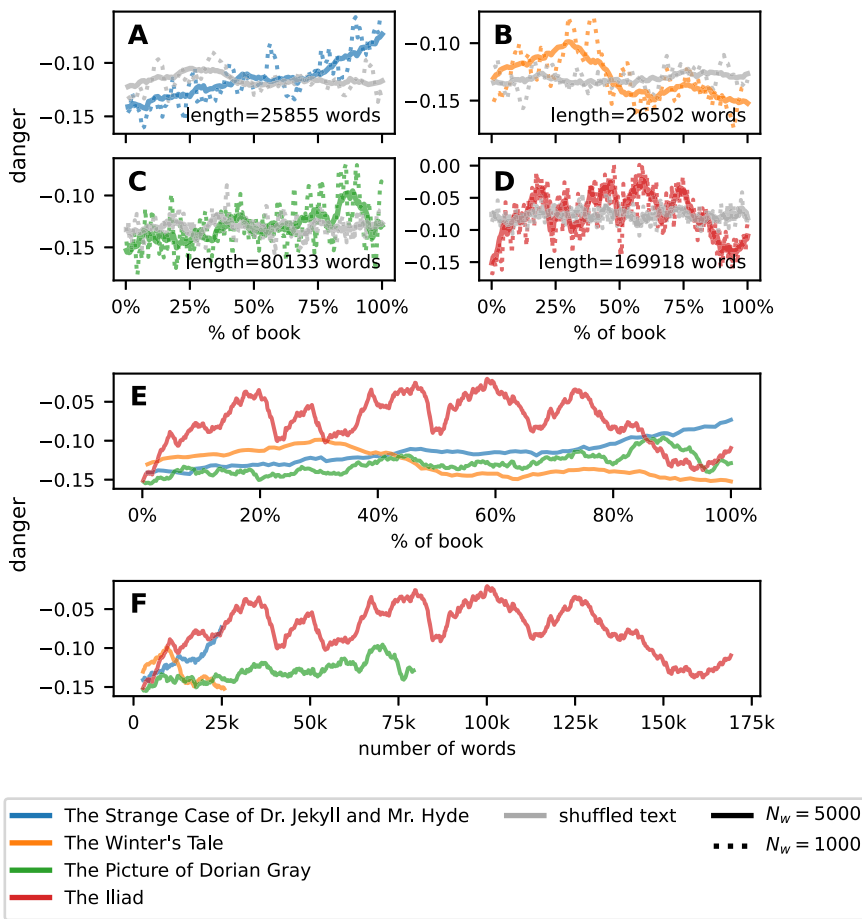 A
B
−0.10
−0.15
length=25855 words
−0.10
−0.15
length=26502 words
danger
C
D
−0.10
−0.15
length=80133 words
0.00
−0.05
−0.10
−0.15
length=169918 words
0% 25% 50% 75% 100%
% of book
0% 25% 50% 75% 100%
% of book
E
−0.05
−0.10
−0.15
0% 20% 40% 60% 80% 100%
% of book
danger
F
−0.05
−0.10
−0.15
0 25k 50k 75k 100k 125k 150k 175k
number of words
The Strange Case of Dr. Jekyll and Mr. Hyde
The Winter's Tale
The Picture of Dorian Gray
The Iliad
shuffled text
N_w = 5000
N_w = 1000